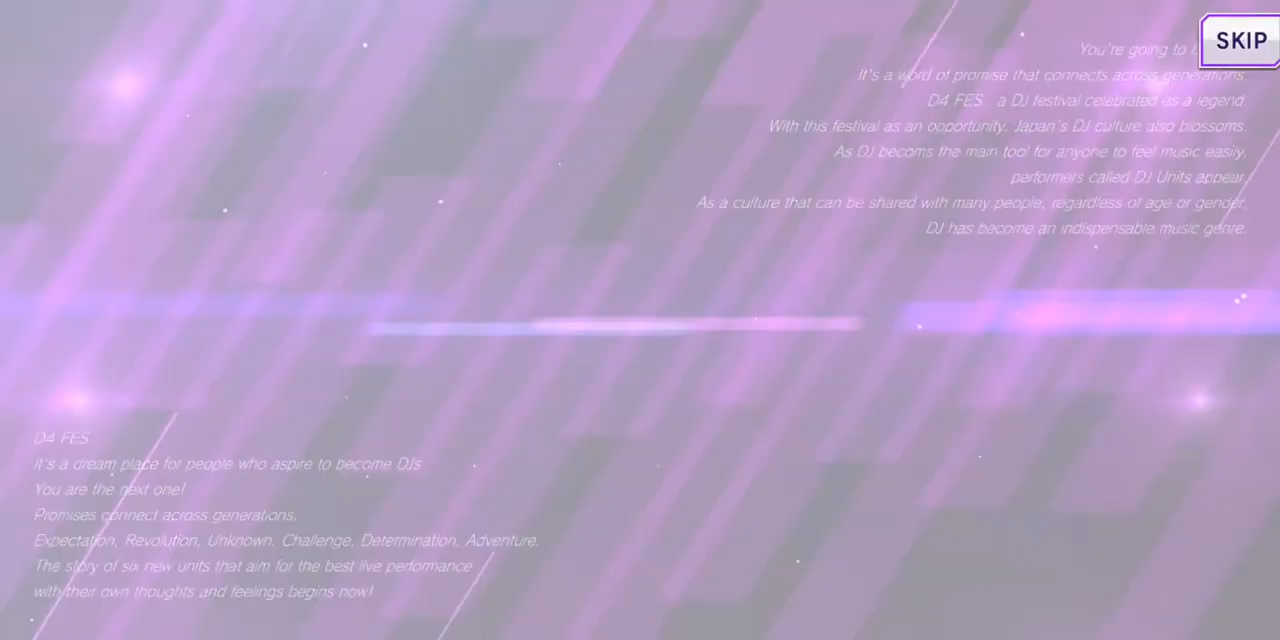 SKIP
You're going to
It's a word of promise that connects across generations.
D4 FES., a DJ festival celebrated as a legend.
With this festival as an opportunity, Japan's DJ culture also blossoms.
As DJ becoms the main tool for anyone to feel music easily,
performers called DJ Units appear.
As a culture that can be shared with many people, regardless of age or gender,
DJ has become an indispensable music genre.
D4 FES
It's a dream place for people who aspire to become DJs
You are the next one!
Promises connect across generations.
Expectation, Revolution, Unknown, Challenge, Determination, Adventure.
The story of six new units that aim for the best live performance
with their own thoughts and feelings begins now!